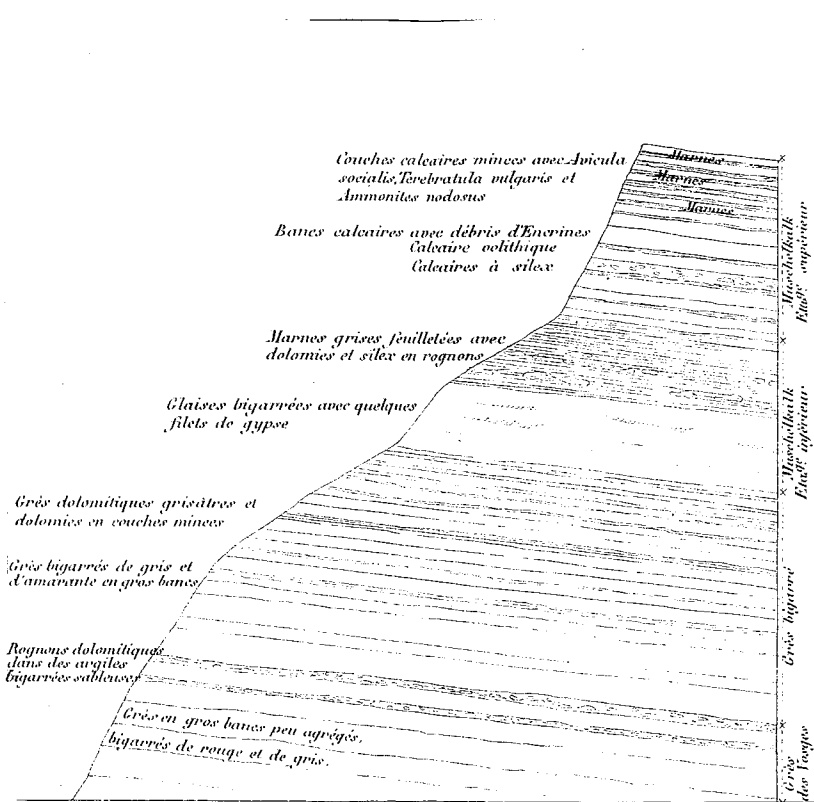 Couches calcaires minces avec Avicula
socialis, Terebratula vulgaris et
Ammonites nodosus
Marnes
Marnes
Marnes
Bancs calcaires avec débris d'Encrines
Calcaire oolithique
Calcaires à silex
Muschelkalk
Etage supérieur
Marnes grises feuilletées avec
dolomies et silex en rognons
Glaises bigarrées avec quelques
filets de gypse
Muschelkalk
Etage inférieur
Grès dolomitiques grisâtres et
dolomies en couches minces
Grès bigarrés de gris et
d'amarante en gros bancs
Grès bigarré
Rognons dolomitiques
dans des argiles
bigarrées sableuses
Grès en gros bancs peu agrégés,
bigarrés de rouge et de gris.
Grès
des Vosges